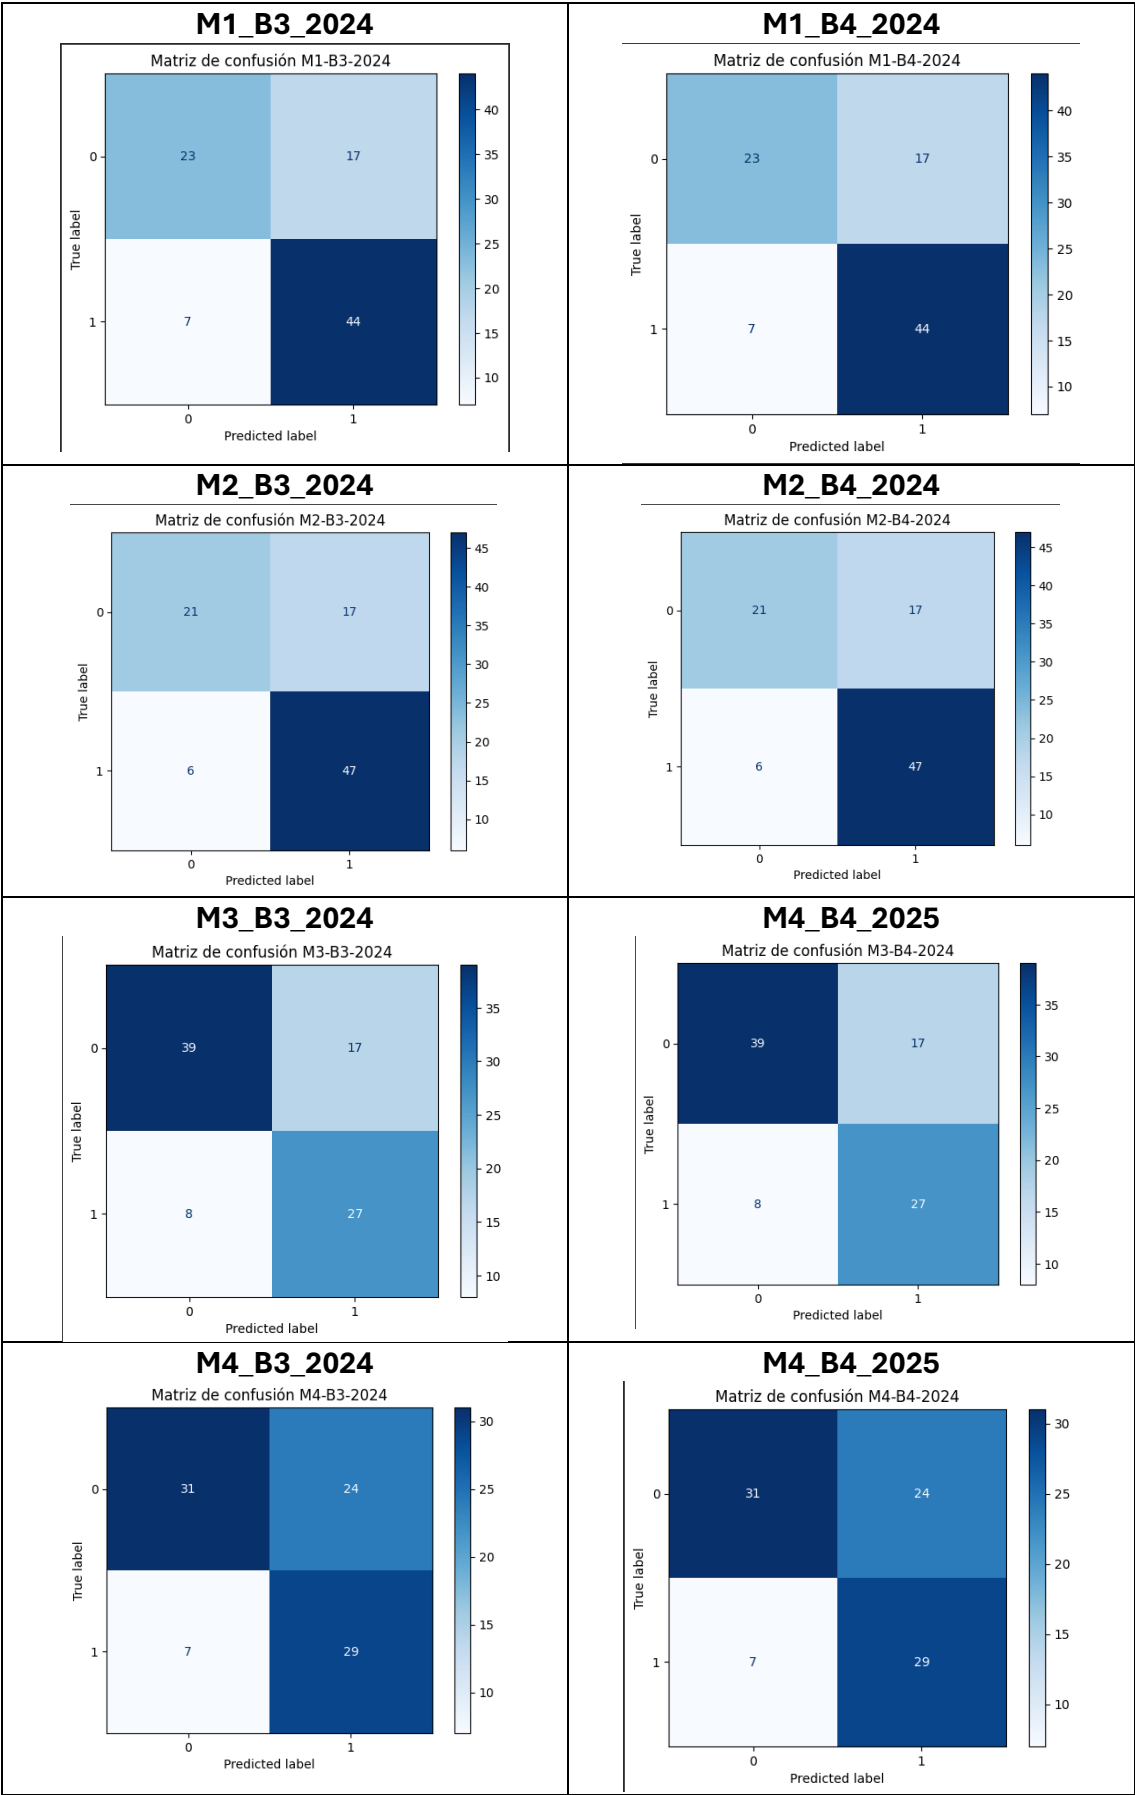 M1_B3_2024
Matriz de confusión M1-B3-2024
23 17
7 44
0
1
True label
0 1
Predicted label
40
35
30
25
20
15
10
M1_B4_2024
Matriz de confusión M1-B4-2024
23 17
7 44
0
1
True label
0 1
Predicted label
40
35
30
25
20
15
10
M2_B3_2024
Matriz de confusión M2-B3-2024
21 17
6 47
0
1
True label
0 1
Predicted label
45
40
35
30
25
20
15
10
M2_B4_2024
Matriz de confusión M2-B4-2024
21 17
6 47
0
1
True label
0 1
Predicted label
45
40
35
30
25
20
15
10
M3_B3_2024
Matriz de confusión M3-B3-2024
39 17
8 27
0
1
True label
0 1
Predicted label
35
30
25
20
15
10
M4_B4_2025
Matriz de confusión M3-B4-2024
39 17
8 27
0
1
True label
0 1
Predicted label
35
30
25
20
15
10
M4_B3_2024
Matriz de confusión M4-B3-2024
31 24
7 29
0
1
True label
0 1
Predicted label
30
25
20
15
10
M4_B4_2025
Matriz de confusión M4-B4-2024
31 24
7 29
0
1
True label
0 1
Predicted label
30
25
20
15
10